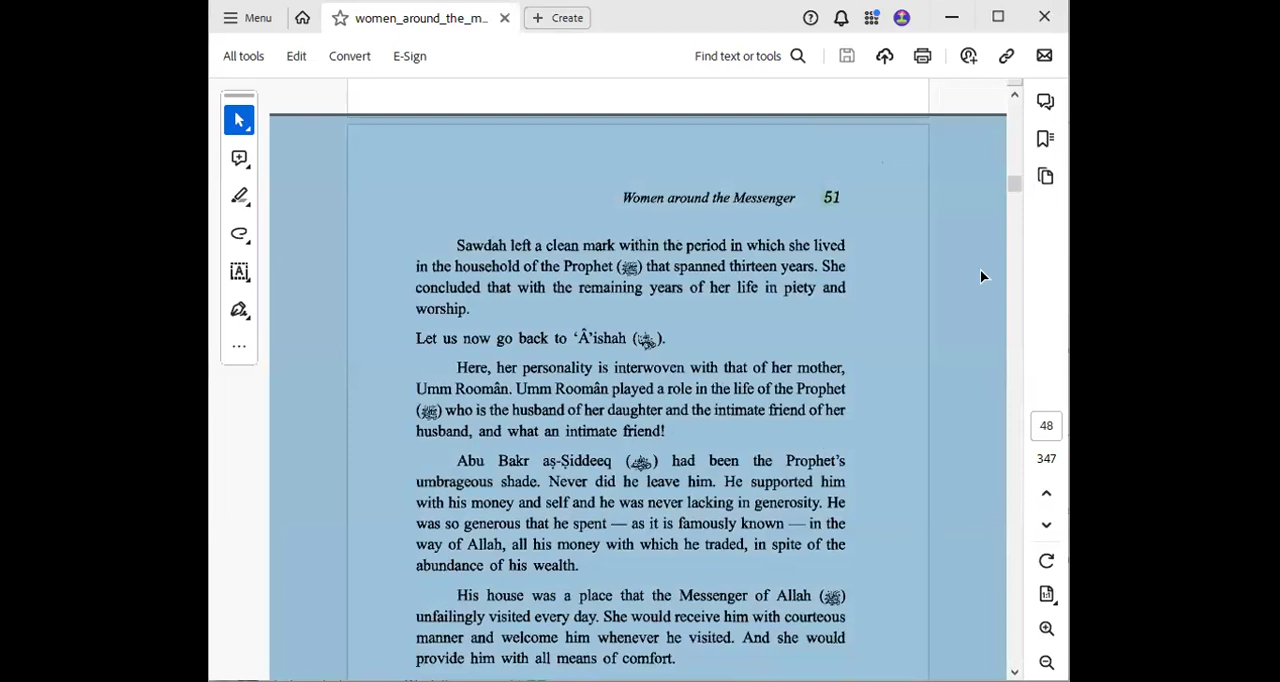 Menu
women_around_the_m...
Create
All tools
Edit
Convert
E-Sign
Find text or tools
Women around the Messenger 51
Sawdah left a clean mark within the period in which she lived
in the household of the Prophet (ﷺ) that spanned thirteen years. She
concluded that with the remaining years of her life in piety and
worship.
Let us now go back to ‘Â’ishah ().
Here, her personality is interwoven with that of her mother,
Umm Roomân. Umm Roomân played a role in the life of the Prophet
(ﷺ) who is the husband of her daughter and the intimate friend of her
husband, and what an intimate friend!
Abu Bakr aṣ-Ṣiddeeq () had been the Prophet’s
umbrageous shade. Never did he leave him. He supported him
with his money and self and he was never lacking in generosity. He
was so generous that he spent — as it is famously known — in the
way of Allah, all his money with which he traded, in spite of the
abundance of his wealth.
His house was a place that the Messenger of Allah (ﷺ)
unfailingly visited every day. She would receive him with courteous
manner and welcome him whenever he visited. And she would
provide him with all means of comfort.
48
347